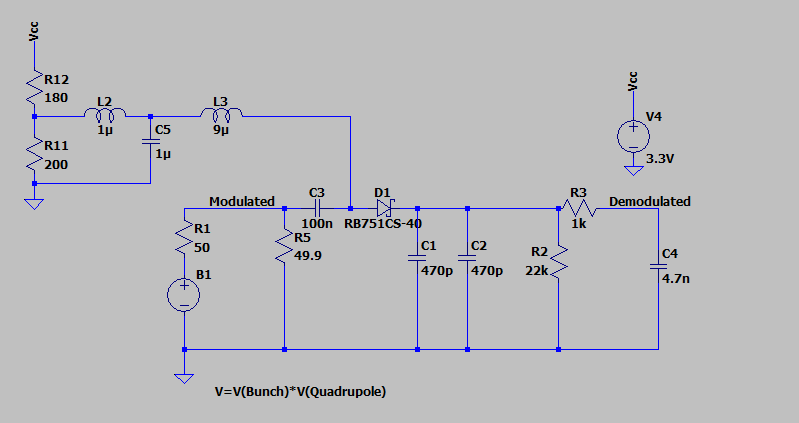 Vcc
R12
180
L2
1µ
C5
1µ
L3
9µ
R11
200
Vcc
V4
3.3V
Modulated
C3
100n
D1
RB751CS-40
R3
1k
Demodulated
R1
50
R5
49.9
C1
470p
C2
470p
R2
22k
C4
4.7n
B1
V=V(Bunch)*V(Quadrupole)